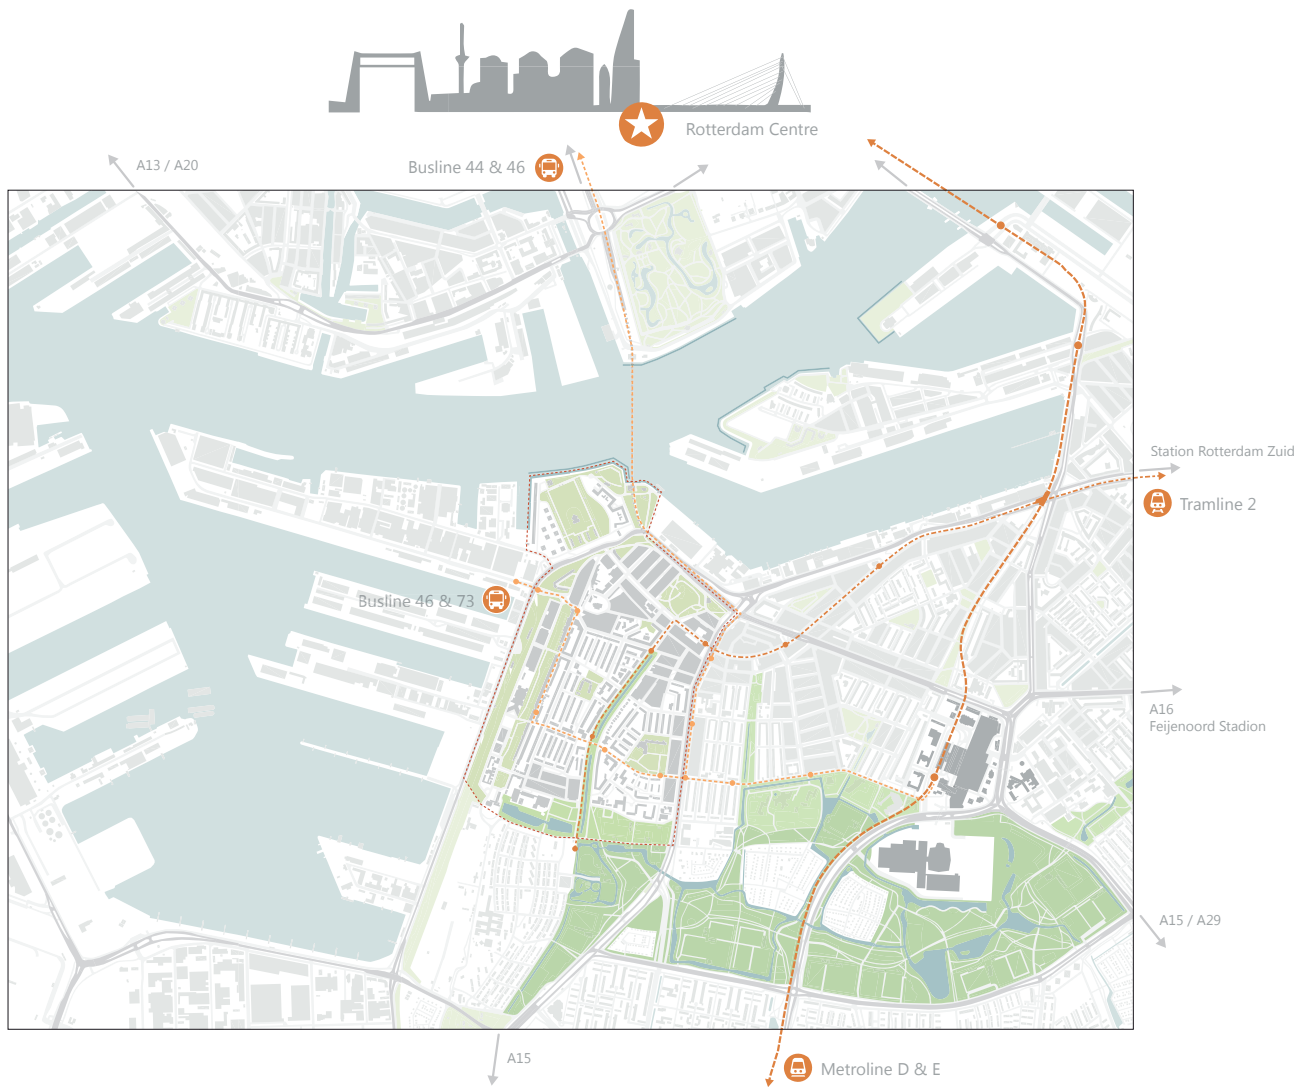 Rotterdam Centre
Busline 44 & 46
A13 / A20
Station Rotterdam Zuid
Tramline 2
Busline 46 & 73
A16
Feijenoord Stadion
A15 / A29
A15
Metroline D & E